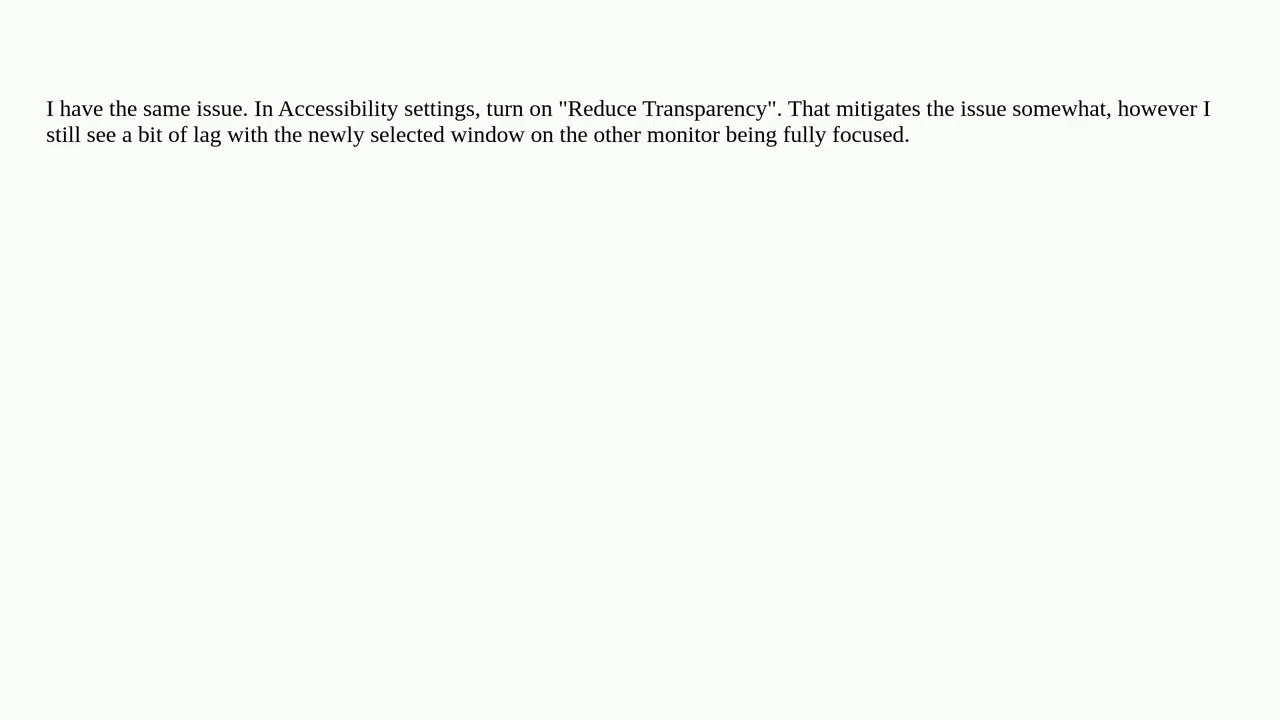 I have the same issue. In Accessibility settings, turn on "Reduce Transparency". That mitigates the issue somewhat, however I
still see a bit of lag with the newly selected window on the other monitor being fully focused.